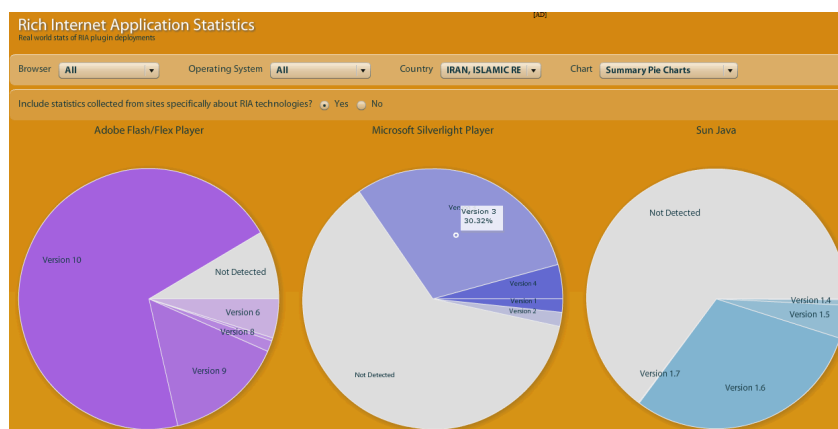 [AD]
Rich Internet Application Statistics
Real world stats of RIA plugin deployments
Browser All Operating System All Country IRAN, ISLAMIC RE Chart Summary Pie Charts
Include statistics collected from sites specifically about RIA technologies? Yes No
Adobe Flash/Flex Player Microsoft Silverlight Player Sun Java
Version 10
Not Detected
Version 6
Version 8
Version 9
Version 3
30.32%
Version 4
Version 1
Version 2
Not Detected
Not Detected
Version 1.4
Version 1.5
Version 1.7
Version 1.6